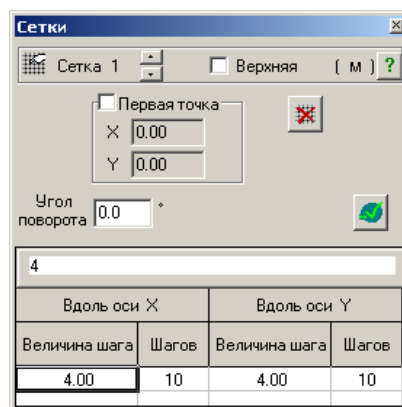 Сетки
Сетка 1 Верхняя ( м ) ?
Первая точка
X 0.00
Y 0.00
Угол поворота 0.0 °
4
Вдоль оси X Вдоль оси Y
Величина шага Шагов Величина шага Шагов
4.00 10 4.00 10